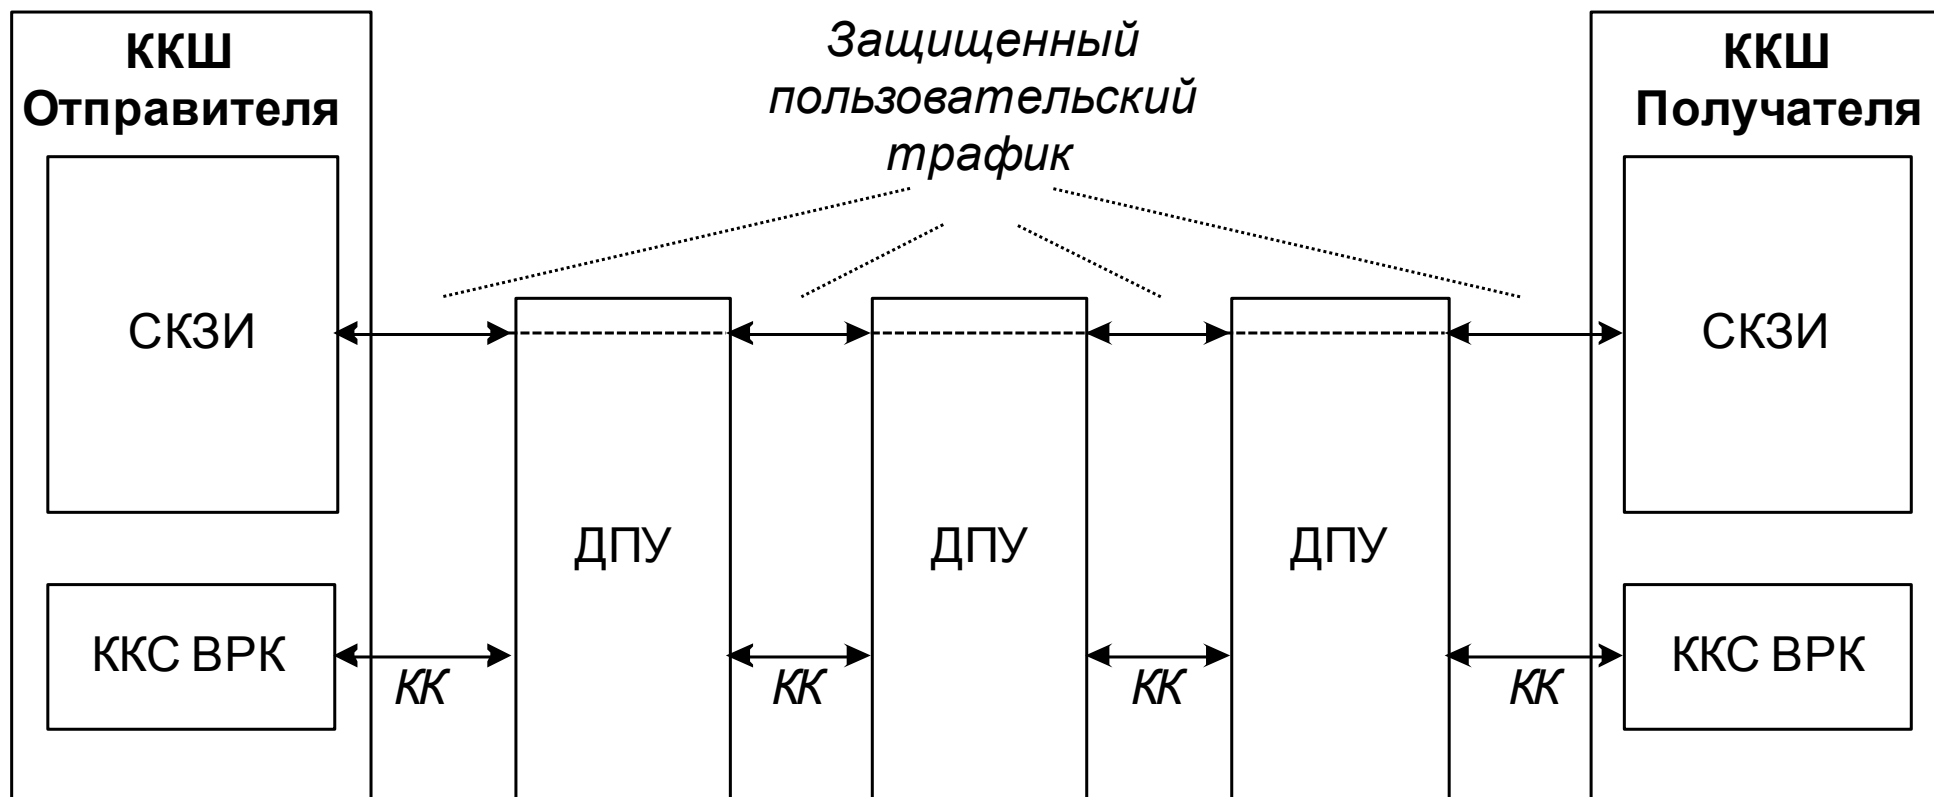 ККШ
Отправителя
Защищенный
пользовательский
трафик
ККШ
Получателя
СКЗИ
СКЗИ
ДПУ
ДПУ
ДПУ
ККС ВРК
КК
КК
КК
КК
ККС ВРК